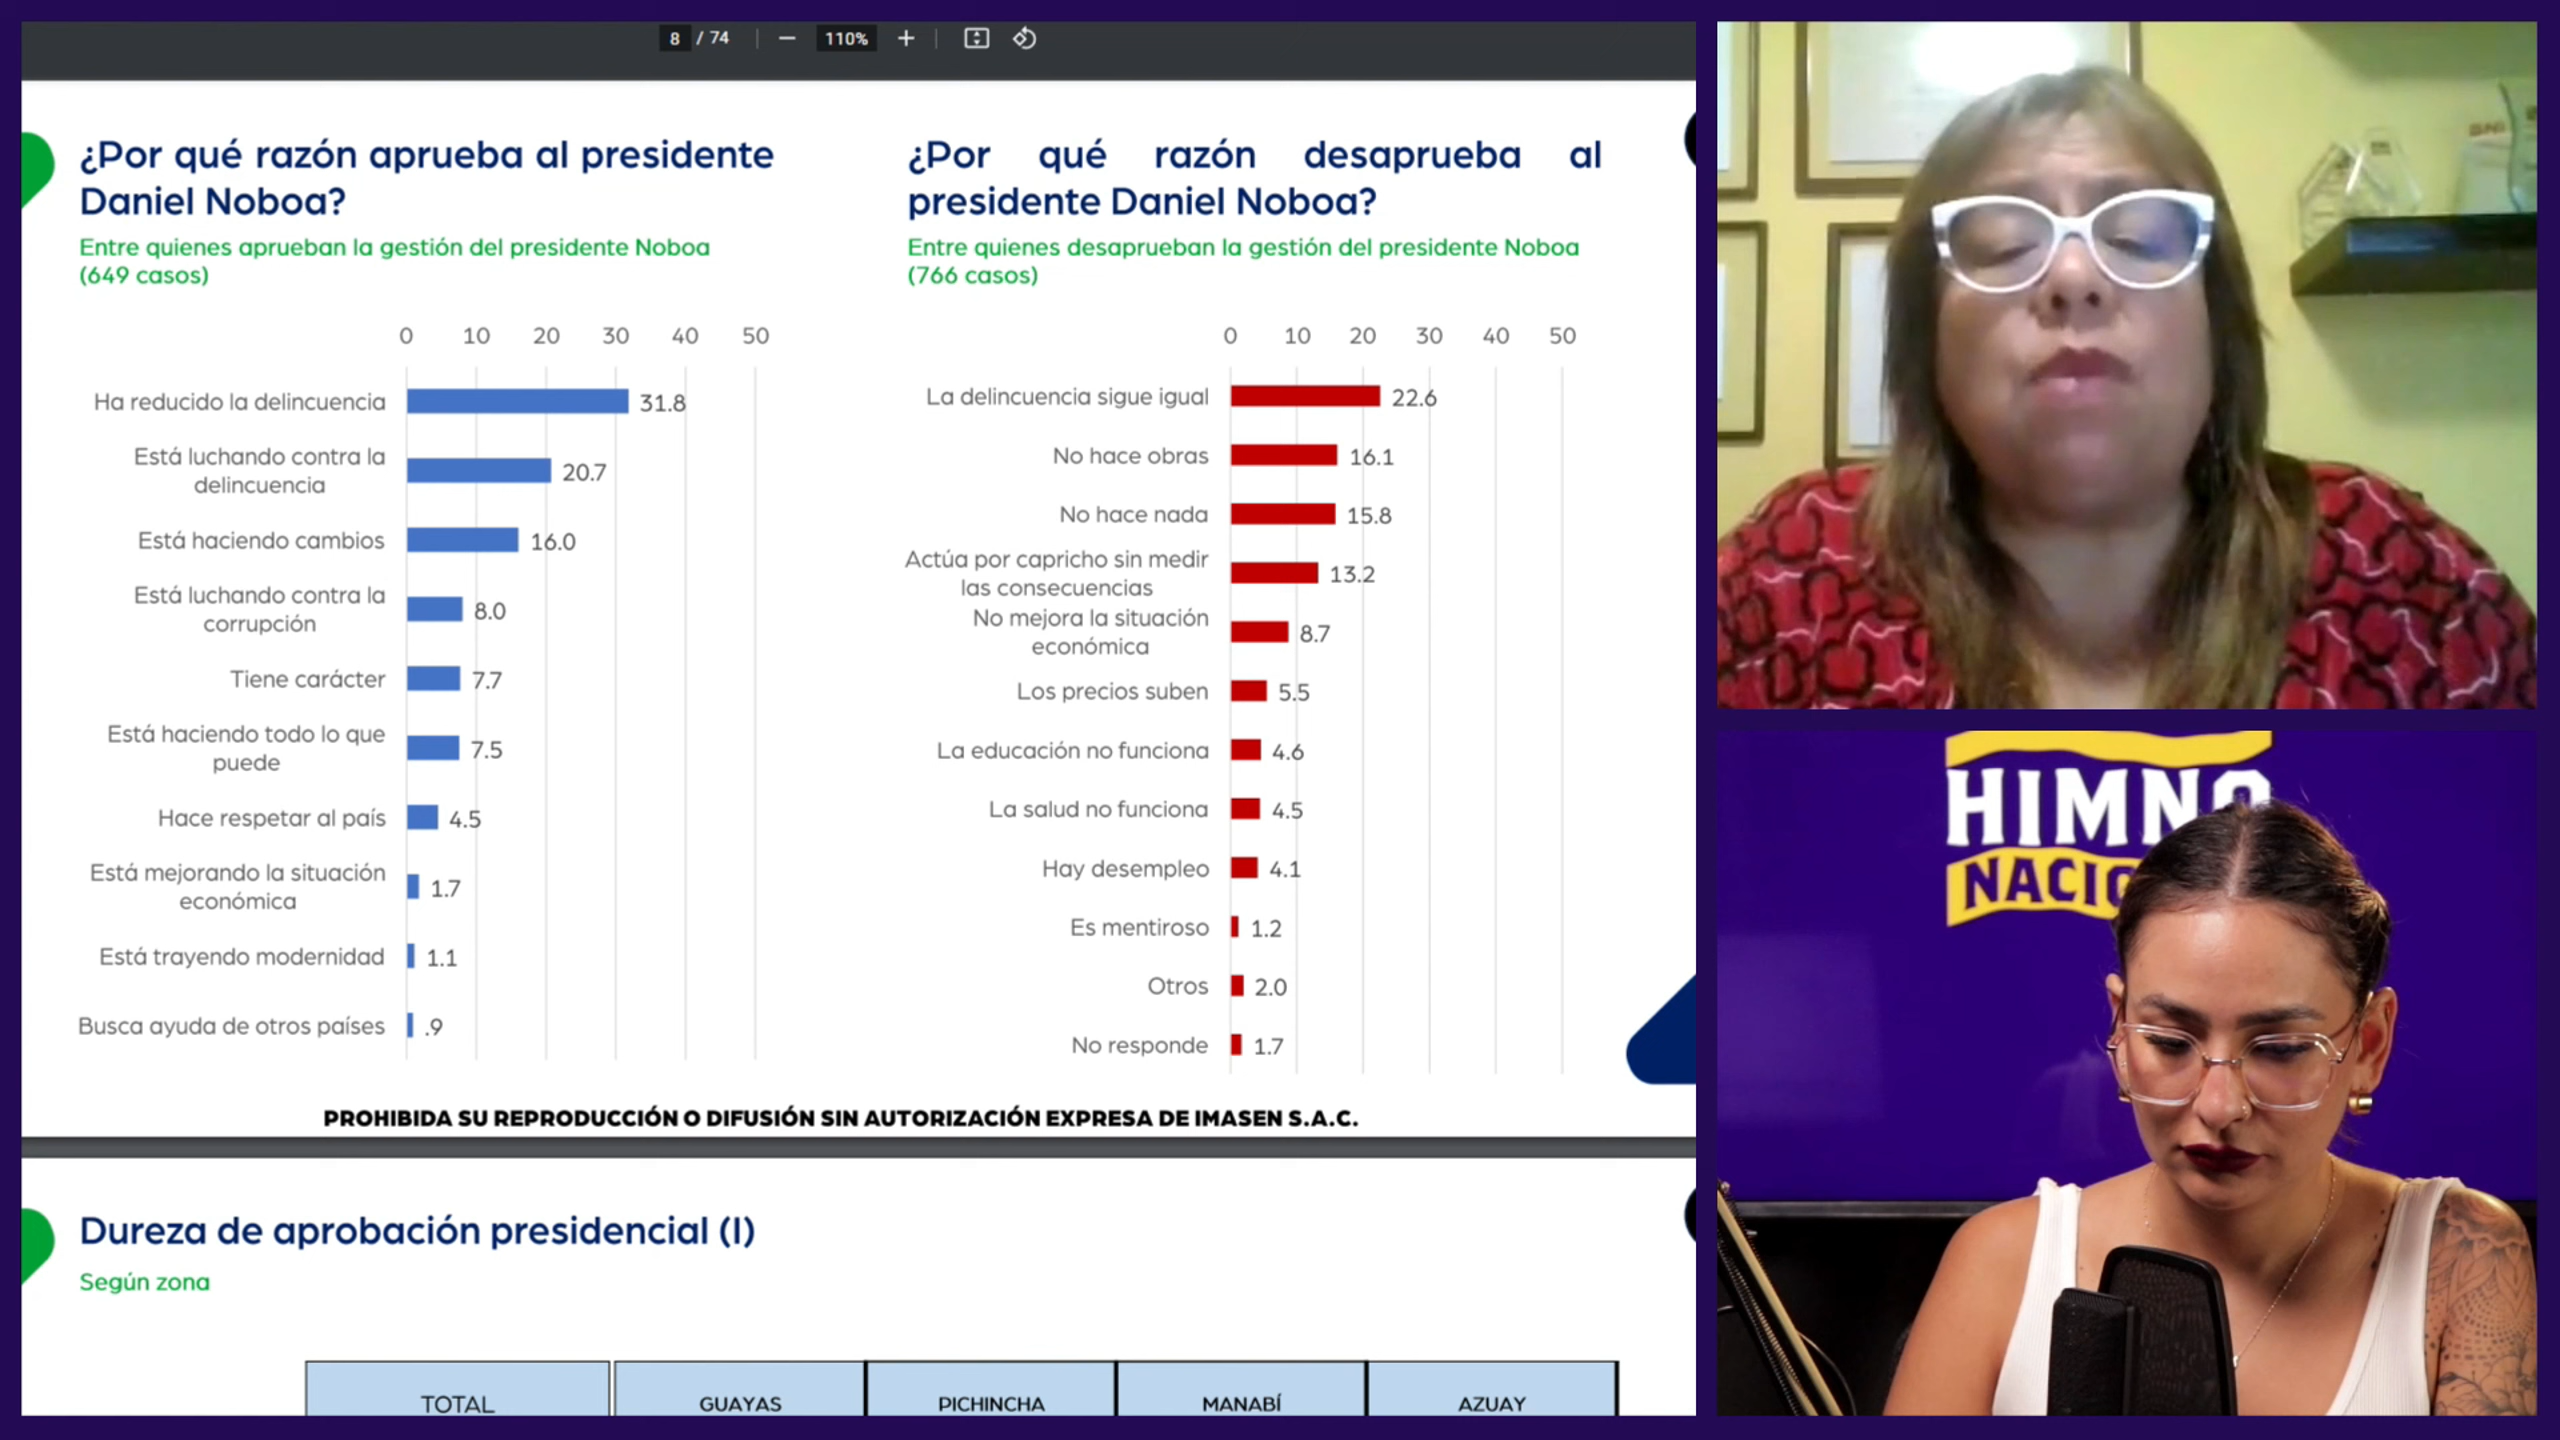 8 / 74
110%
¿Por qué razón aprueba al presidente
Daniel Noboa?
Entre quienes aprueban la gestión del presidente Noboa
(649 casos)
0 10 20 30 40 50
Ha reducido la delincuencia 31.8
Está luchando contra la
delincuencia 20.7
Está haciendo cambios 16.0
Está luchando contra la
corrupción 8.0
Tiene carácter 7.7
Está haciendo todo lo que
puede 7.5
Hace respetar al país 4.5
Está mejorando la situación
económica 1.7
Está trayendo modernidad 1.1
Busca ayuda de otros países .9
¿Por qué razón desaprueba al
presidente Daniel Noboa?
Entre quienes desaprueban la gestión del presidente Noboa
(766 casos)
0 10 20 30 40 50
La delincuencia sigue igual 22.6
No hace obras 16.1
No hace nada 15.8
Actúa por capricho sin medir
las consecuencias 13.2
No mejora la situación
económica 8.7
Los precios suben 5.5
La educación no funciona 4.6
La salud no funciona 4.5
Hay desempleo 4.1
Es mentiroso 1.2
Otros 2.0
No responde 1.7
PROHIBIDA SU REPRODUCCIÓN O DIFUSIÓN SIN AUTORIZACIÓN EXPRESA DE IMASEN S.A.C.
Dureza de aprobación presidencial (I)
Según zona
TOTAL GUAYAS PICHINCHA MANABÍ AZUAY
HIMNO
NACIO